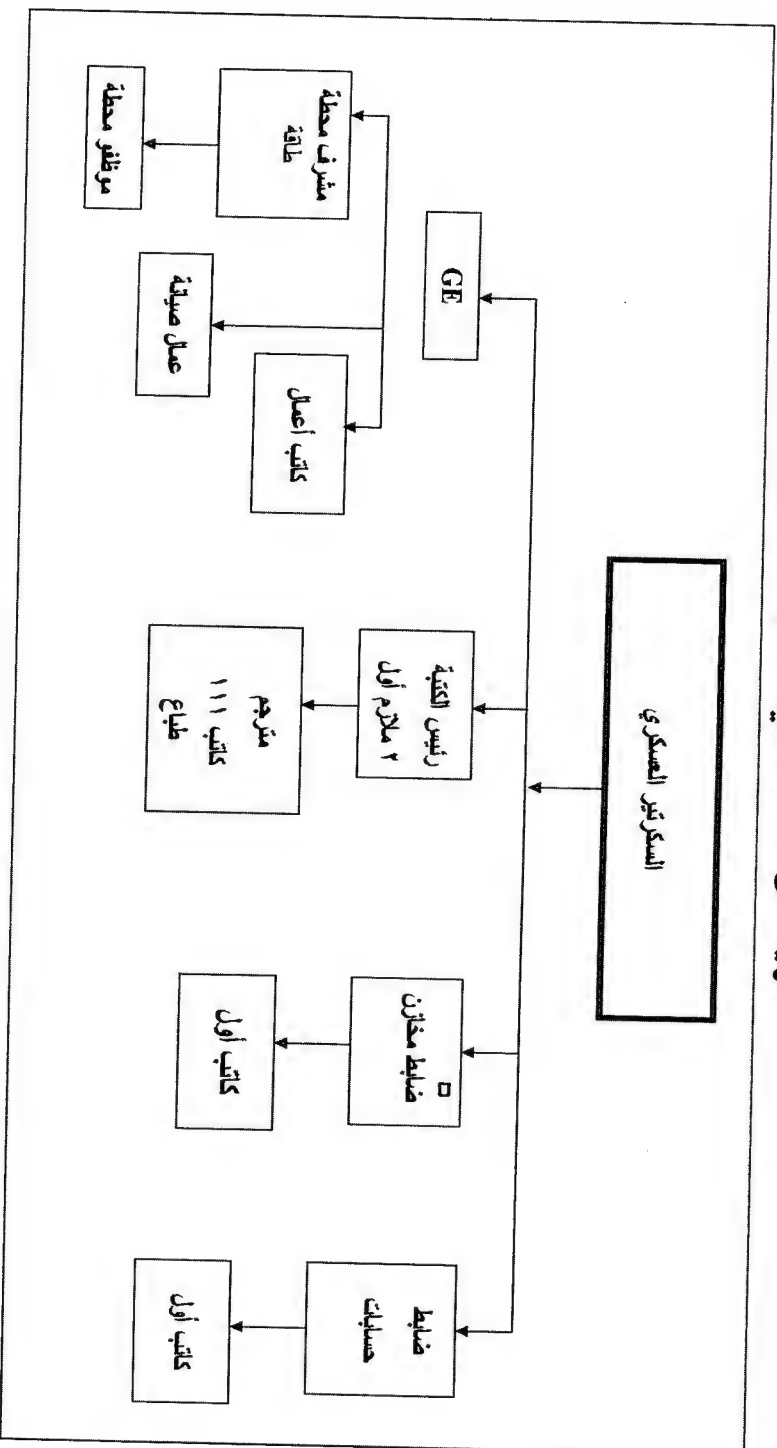 السكرتير العسكري
GE
رئيس الكتبة
٢ ملازم أول
ضابط مخازن
ضابط
حسابات
مشرف محطة
طاقة
عمال صيانة
كاتب أعمال
مترجم
كاتب ١١١
طباع
كاتب أول
كاتب أول
موظفو محطة